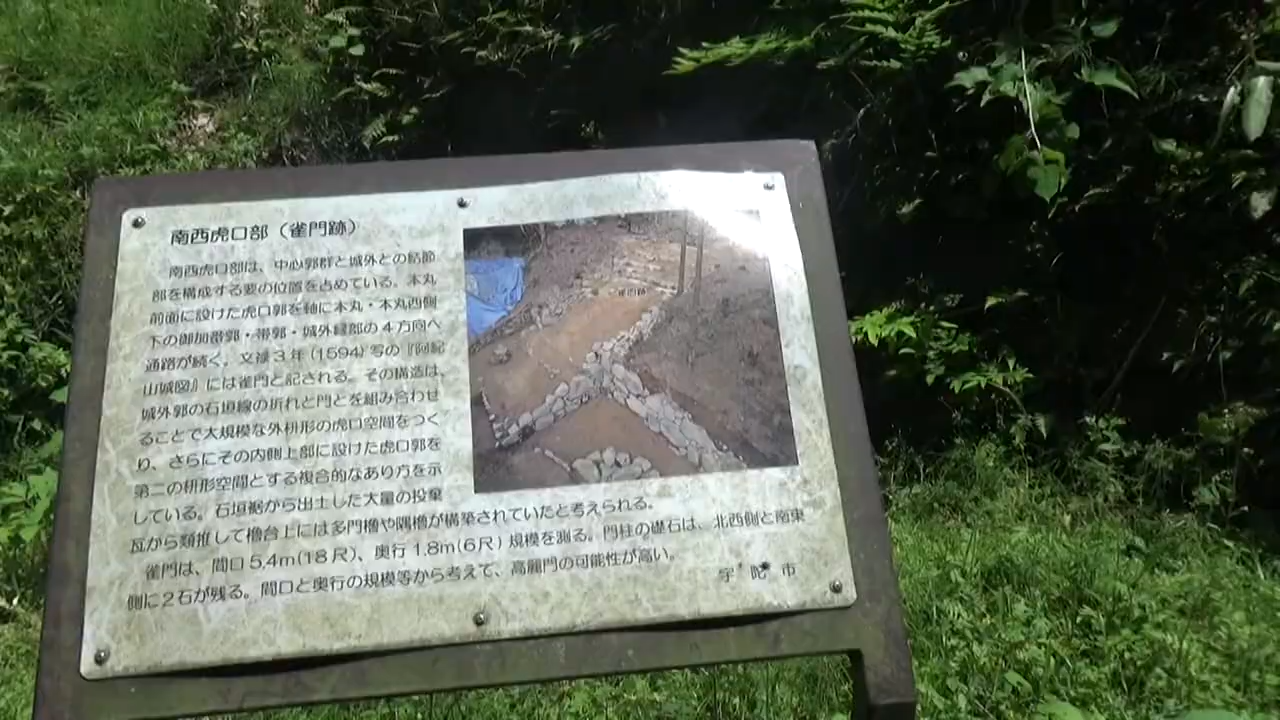 南西虎口部（雀門跡）
南西虎口部は、中心郭群と城外との結節
部を構成する要の位置を占めている。本丸
前面に設けた虎口郭を軸に本丸・本丸西側
下の御加番郭・帯郭・城外縁郭の４方向へ
通路が続く。文禄３年(1594)写の『阿紀
山城図』には雀門と記される。その構造は、
城外郭の石垣線の折れと門とを組み合わせ
ることで大規模な外枡形の虎口空間をつく
り、さらにその内側上部に設けた虎口郭を
第二の枡形空間とする複合的なあり方を示
している。石垣裾から出土した大量の投棄
瓦から類推して櫓台上には多門櫓や隅櫓が構築されていたと考えられる。
雀門は、間口5.4m(18尺)、奥行1.8m(6尺)規模を測る。門柱の礎石は、北西側と南東
側に２石が残る。間口と奥行の規模等から考えて、高麗門の可能性が高い。
宇陀市
雀門跡